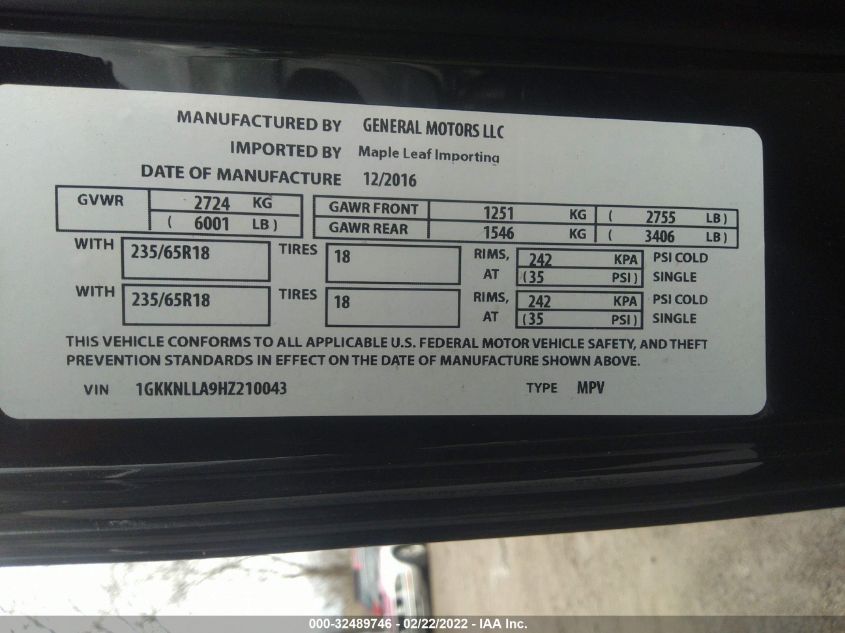 MANUFACTURED BY GENERAL MOTORS LLC
IMPORTED BY Maple Leaf Importing
DATE OF MANUFACTURE 12/2016
GVWR 2724 KG GAWR FRONT 1251 KG ( 2755 LB )
( 6001 LB ) GAWR REAR 1546 KG ( 3406 LB )
WITH 235/65R18 TIRES 18 RIMS, 242 KPA PSI COLD
AT (35 PSI) SINGLE
WITH 235/65R18 TIRES 18 RIMS, 242 KPA PSI COLD
AT (35 PSI) SINGLE
THIS VEHICLE CONFORMS TO ALL APPLICABLE U.S. FEDERAL MOTOR VEHICLE SAFETY, AND THEFT
PREVENTION STANDARDS IN EFFECT ON THE DATE OF MANUFACTURE SHOWN ABOVE.
VIN 1GKKNLLA9HZ210043 TYPE MPV
000-32489746 - 02/22/2022 - IAA Inc.